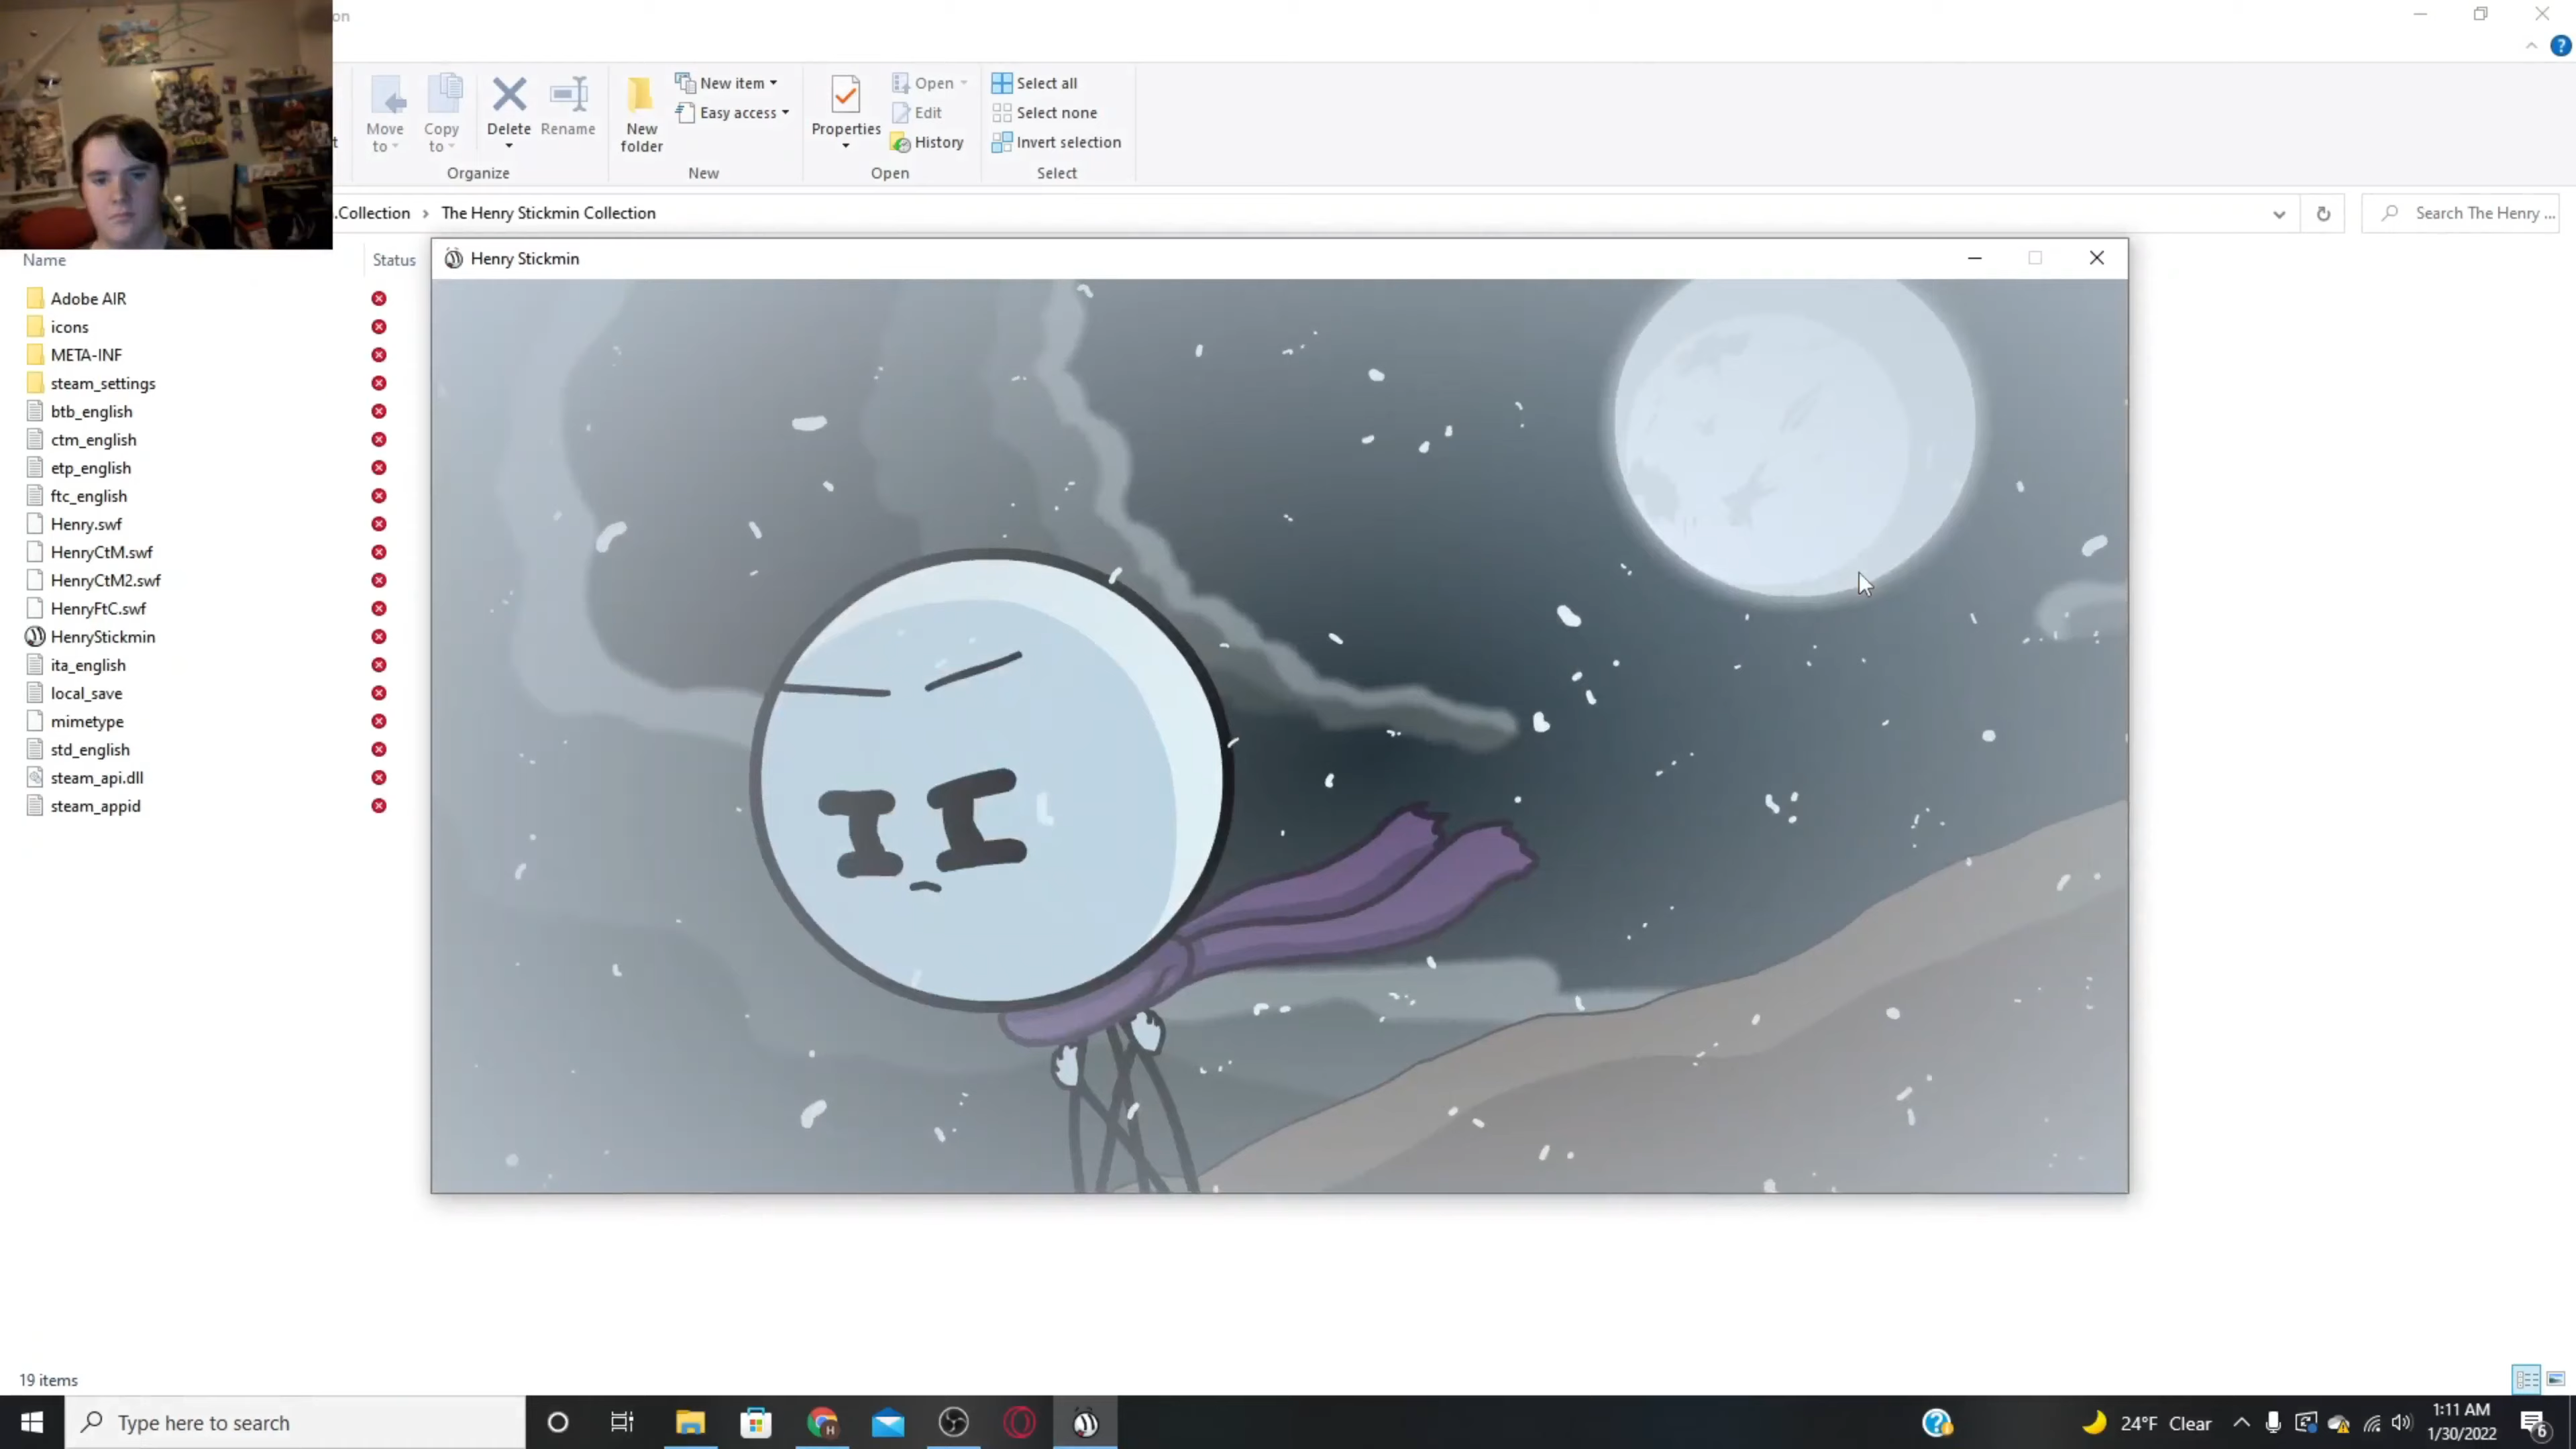 on
Move to
Copy to
Delete
Rename
New folder
New item
Easy access
Properties
Open
Edit
History
Select all
Select none
Invert selection
t
Organize
New
Open
Select
.Collection › The Henry Stickmin Collection
Search The Henry ...
Name
Status
Henry Stickmin
Adobe AIR
icons
META-INF
steam_settings
btb_english
ctm_english
etp_english
ftc_english
Henry.swf
HenryCtM.swf
HenryCtM2.swf
HenryFtC.swf
HenryStickmin
ita_english
local_save
mimetype
std_english
steam_api.dll
steam_appid
19 items
Type here to search
H
24°F Clear
1:11 AM
1/30/2022
6